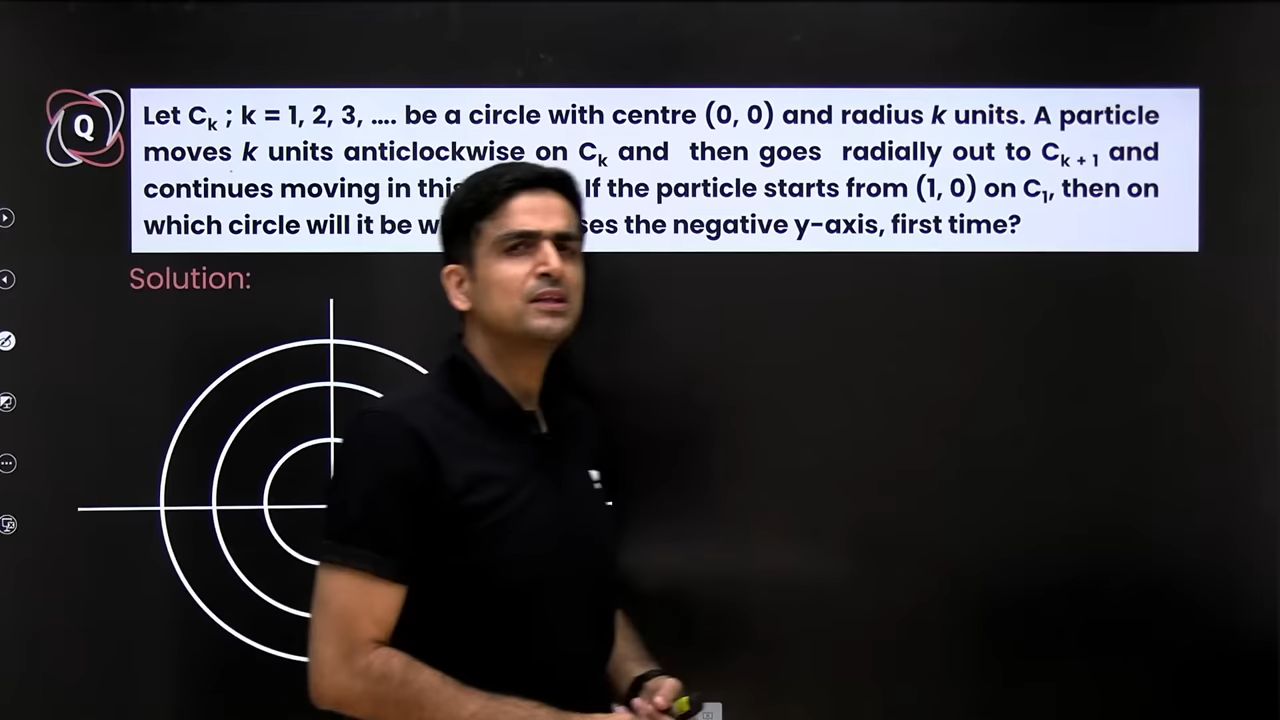 Q
Let Cₖ ; k = 1, 2, 3, .... be a circle with centre (0, 0) and radius k units. A particle
moves k units anticlockwise on Cₖ and then goes radially out to Cₖ ₊ ₁ and
continues moving in this If the particle starts from (1, 0) on C₁, then on
which circle will it be the negative y-axis, first time?
Solution: